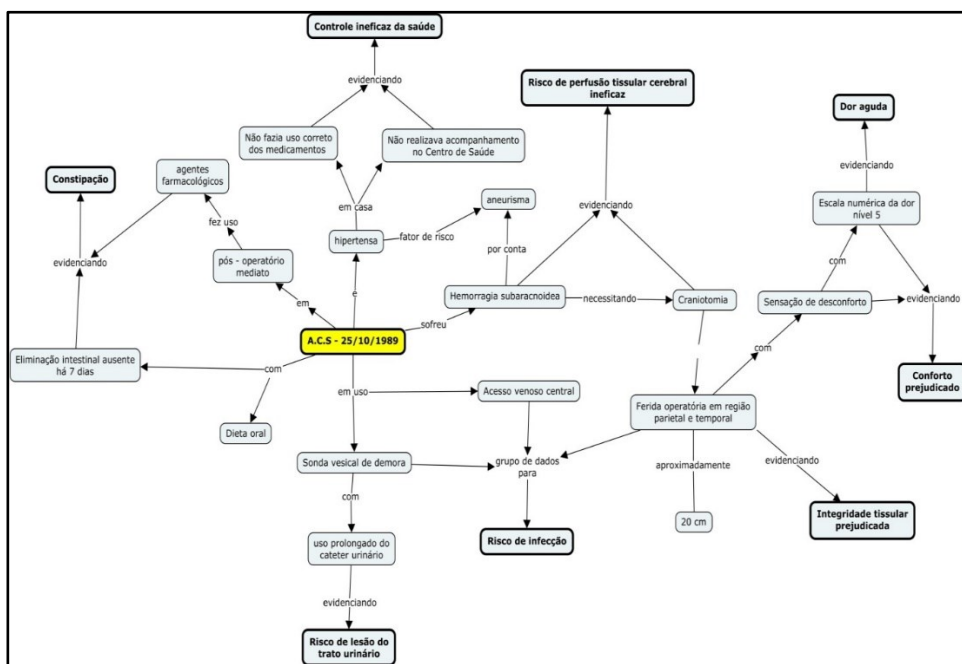 Controle ineficaz da saúde
evidenciando
Risco de perfusão tissular cerebral
ineficaz
Dor aguda
Não fazia uso correto
dos medicamentos
Não realizava acompanhamento
no Centro de Saúde
evidenciando
agentes
farmacológicos
Constipação
Escala numérica da dor
nível 5
aneurisma
em casa
evidenciando
fez uso
hipertensa
fator de risco
evidenciando
pós - operatório
mediato
por conta
com
em
e
Hemorragia subaracnoidea
necessitando
Craniotomia
Sensação de desconforto
evidenciando
sofreu
A.C.S - 25/10/1989
com
Eliminação intestinal ausente
há 7 dias
com
em uso
Acesso venoso central
Conforto
prejudicado
Ferida operatória em região
parietal e temporal
Dieta oral
Sonda vesical de demora
grupo de dados
para
aproximadamente
evidenciando
com
20 cm
Integridade tissular
prejudicada
uso prolongado do
cateter urinário
Risco de infecção
evidenciando
Risco de lesão do
trato urinário